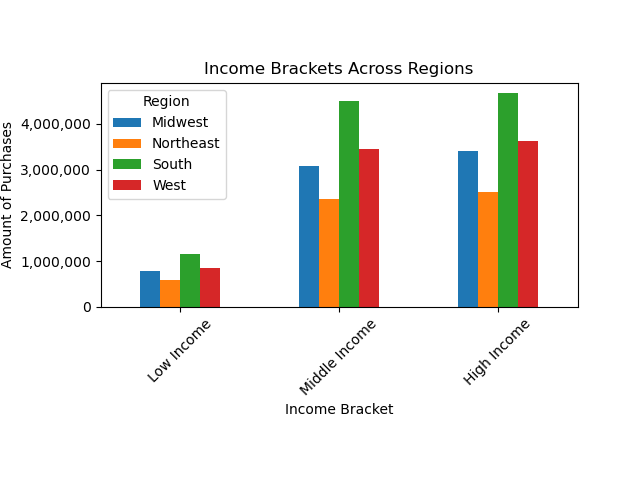 Income Brackets Across Regions
Region
Midwest
Northeast
South
West
Amount of Purchases
4,000,000
3,000,000
2,000,000
1,000,000
0
Low Income
Middle Income
High Income
Income Bracket